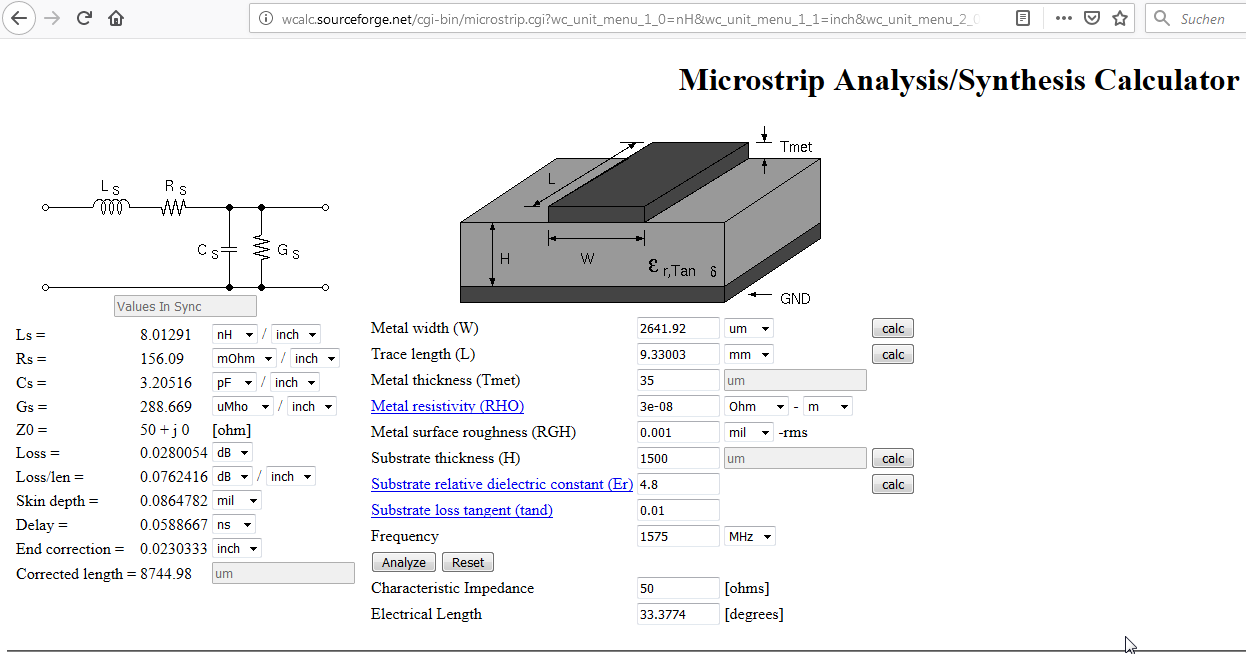 wcalc.sourceforge.net/cgi-bin/microstrip.cgi?wc_unit_menu_1_0=nH&wc_unit_menu_1_1=inch&wc_unit_menu_2_
Suchen
Microstrip Analysis/Synthesis Calculator
Tmet
L
H
W
εr,Tan δ
GND
LS RS
CS GS
Values In Sync
Ls = 8.01291 nH / inch
Rs = 156.09 mOhm / inch
Cs = 3.20516 pF / inch
Gs = 288.669 uMho / inch
Z0 = 50 + j 0 [ohm]
Loss = 0.0280054 dB
Loss/len = 0.0762416 dB / inch
Skin depth = 0.0864782 mil
Delay = 0.0588667 ns
End correction = 0.0230333 inch
Corrected length = 8744.98 um
Metal width (W) 2641.92 um calc
Trace length (L) 9.33003 mm calc
Metal thickness (Tmet) 35 um
Metal resistivity (RHO) 3e-08 Ohm - m
Metal surface roughness (RGH) 0.001 mil -rms
Substrate thickness (H) 1500 um calc
Substrate relative dielectric constant (Er) 4.8 calc
Substrate loss tangent (tand) 0.01
Frequency 1575 MHz
Analyze Reset
Characteristic Impedance 50 [ohms]
Electrical Length 33.3774 [degrees]